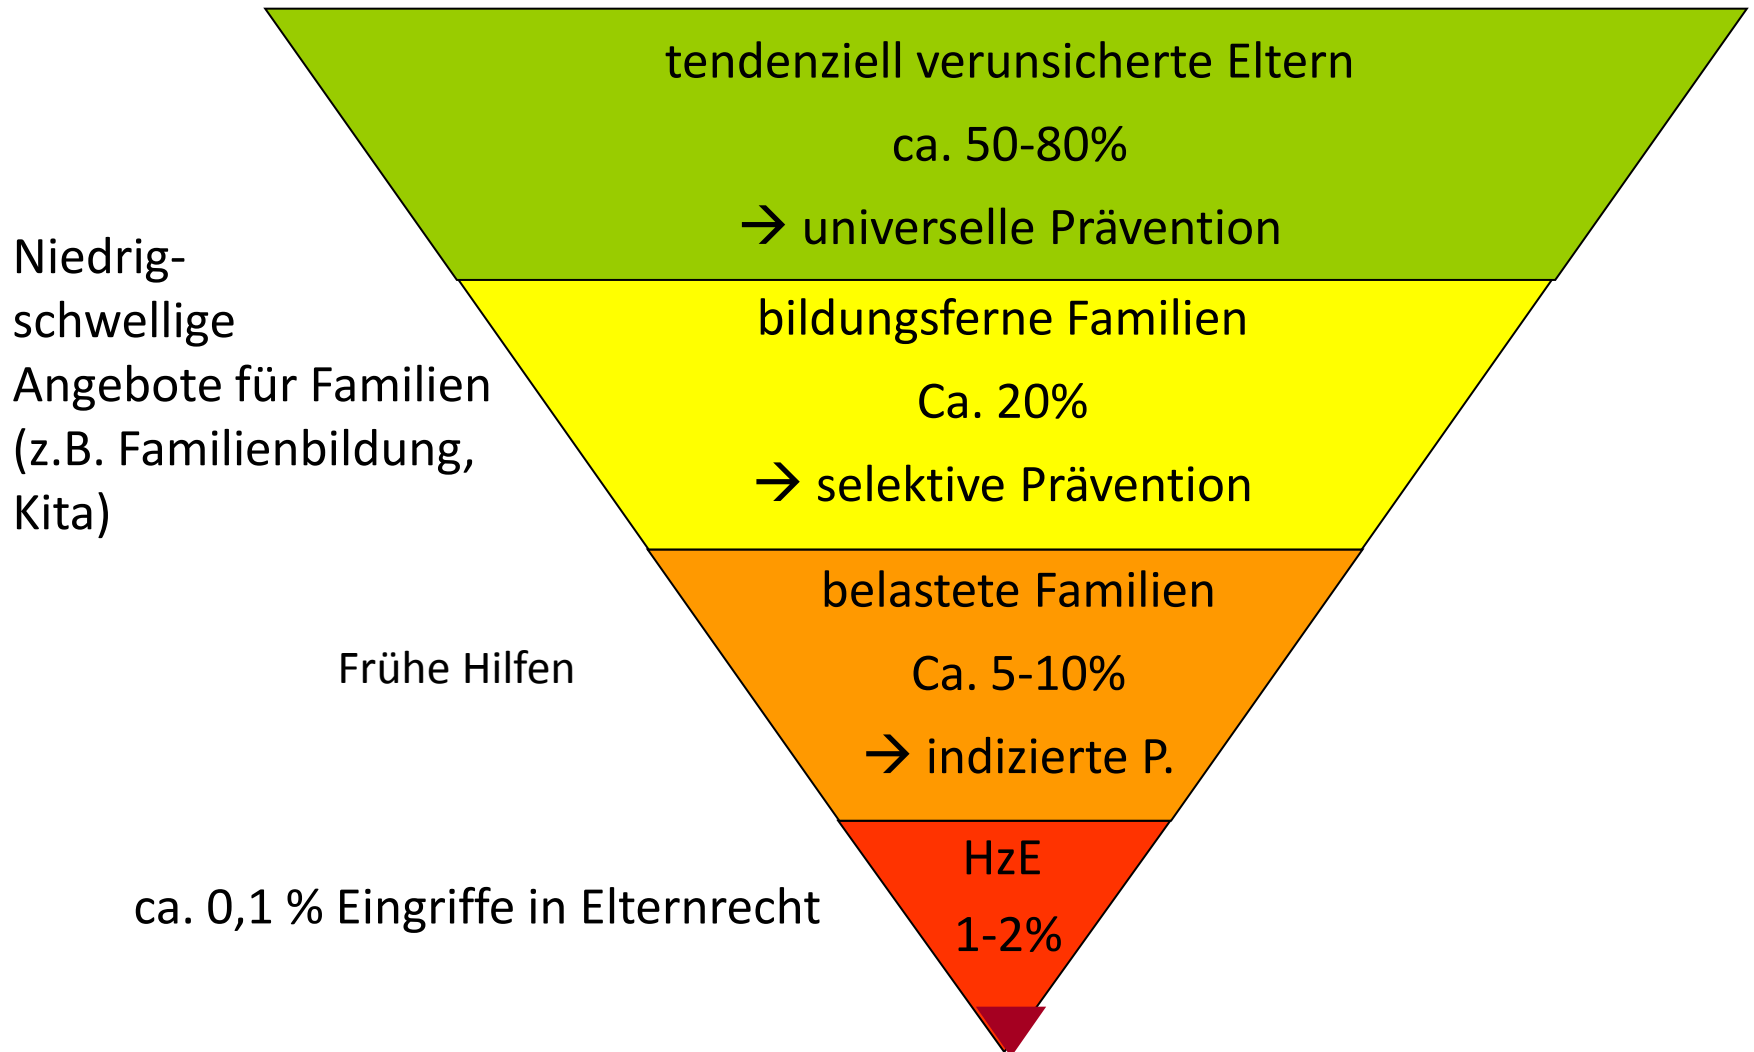 tendenziell verunsicherte Eltern
ca. 50-80%
→ universelle Prävention
Niedrig-
schwellige
Angebote für Familien
(z.B. Familienbildung,
Kita)
bildungsferne Familien
Ca. 20%
→ selektive Prävention
belastete Familien
Ca. 5-10%
→ indizierte P.
Frühe Hilfen
HzE
1-2%
ca. 0,1 % Eingriffe in Elternrecht